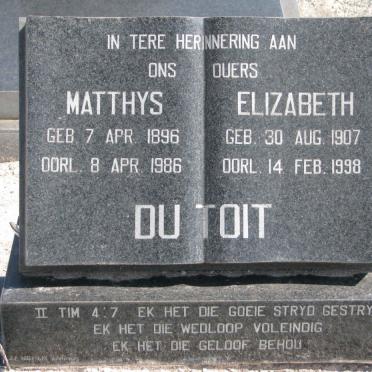 IN TERE HERINNERING AAN
ONS OUERS
MATTHYS ELIZABETH
GEB 7 APR. 1896 GEB. 30 AUG. 1907
OORL. 8 APR. 1986 OORL. 14 FEB. 1998
DU TOIT
II TIM 4:7 EK HET DIE GOEIE STRYD GESTRY
EK HET DIE WEDLOOP VOLEINDIG
EK HET DIE GELOOF BEHOU